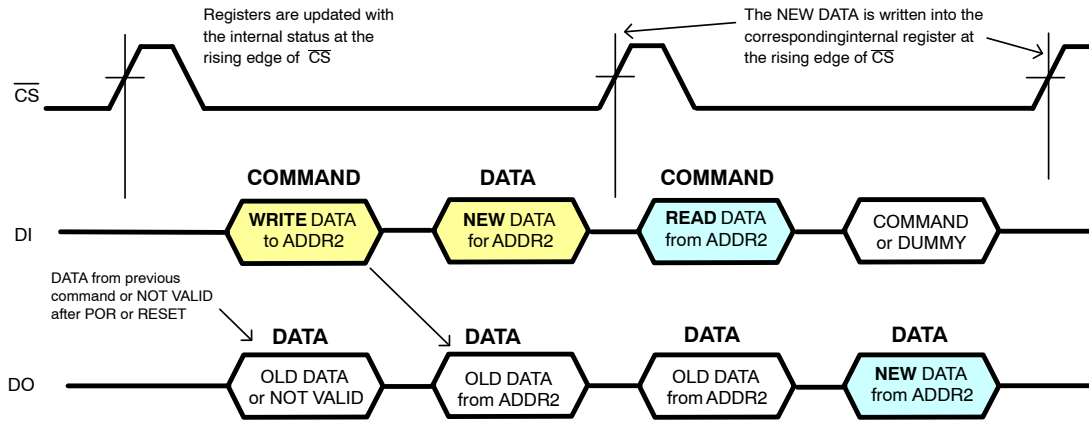 Registers are updated with
the internal status at the
rising edge of CS
The NEW DATA is written into the
correspondinginternal register at
the rising edge of CS
CS
COMMAND
DATA
COMMAND
DI
WRITE DATA
to ADDR2
NEW DATA
for ADDR2
READ DATA
from ADDR2
COMMAND
or DUMMY
DATA from previous
command or NOT VALID
after POR or RESET
DATA
DATA
DATA
DATA
DO
OLD DATA
or NOT VALID
OLD DATA
from ADDR2
OLD DATA
from ADDR2
NEW DATA
from ADDR2